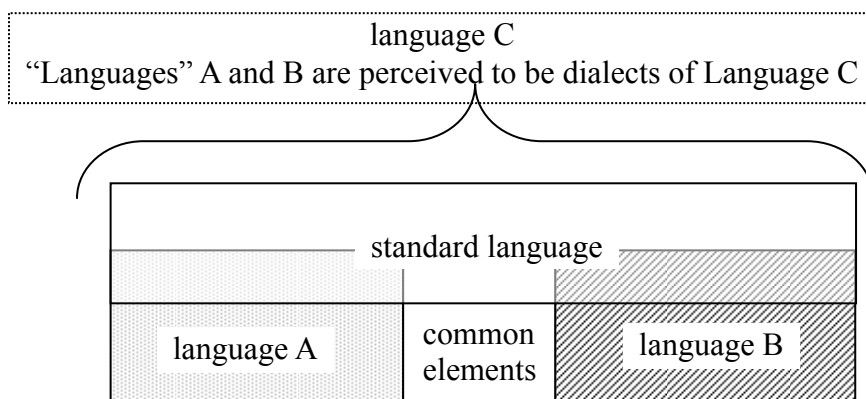 language C
“Languages” A and B are perceived to be dialects of Language C
standard language
language A
common
elements
language B